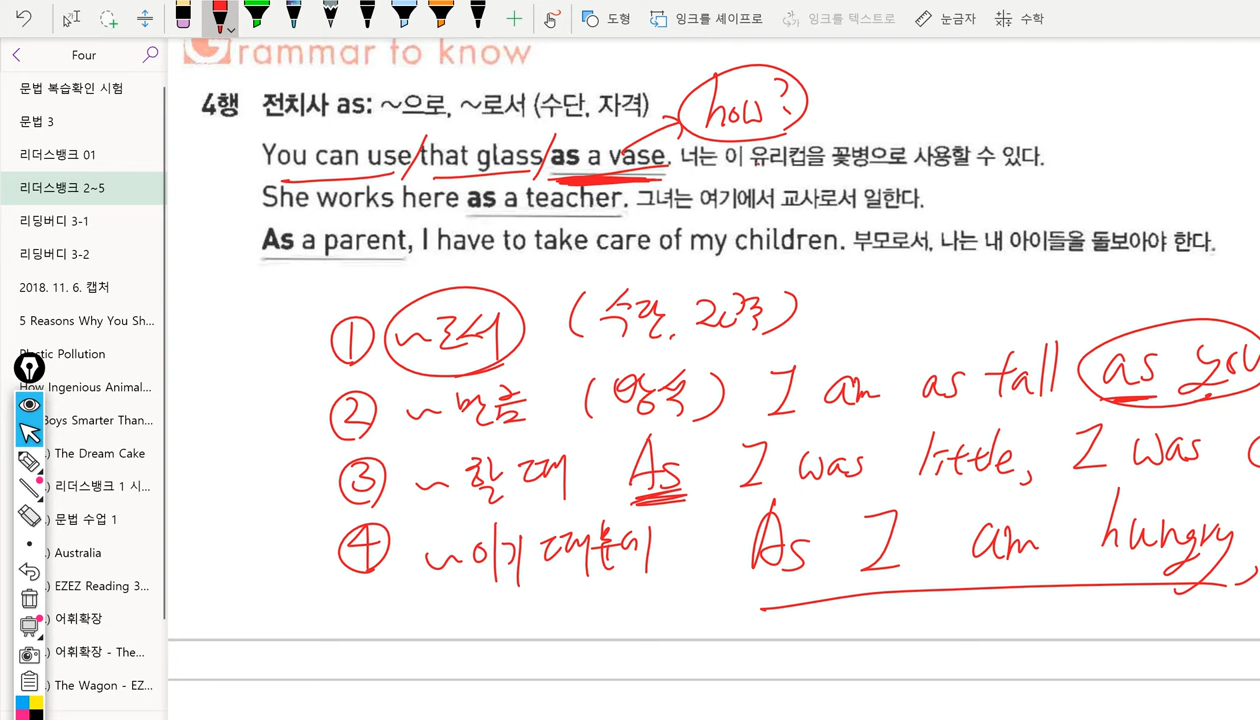 도형
잉크를 셰이프로
잉크를 텍스트로
눈금자
수학
Four
문법 복습확인 시험
문법 3
리더스뱅크 01
리더스뱅크 2~5
리딩버디 3-1
리딩버디 3-2
2018. 11. 6. 캡처
5 Reasons Why You Sh...
Plastic Pollution
How Ingenious Animal...
Boys Smarter Than...
.) The Dream Cake
.) 리더스뱅크 1 시...
.) 문법 수업 1
.) Australia
.) EZEZ Reading 3...
.) 어휘확장
.) 어휘확장 - The...
.) The Wagon - EZ...
Grammar to know
4행 전치사 as: ~으로, ~로서 (수단, 자격)
how?
You can use/that glass/as a vase. 너는 이 유리컵을 꽃병으로 사용할 수 있다.
She works here as a teacher. 그녀는 여기에서 교사로서 일한다.
As a parent, I have to take care of my children. 부모로서, 나는 내 아이들을 돌보아야 한다.
① ~로서 (수단,
② ~만큼 I am as tall as you
③ ~할 때 As I was little, I was
④ ~이기 때문에 As I am hungry,